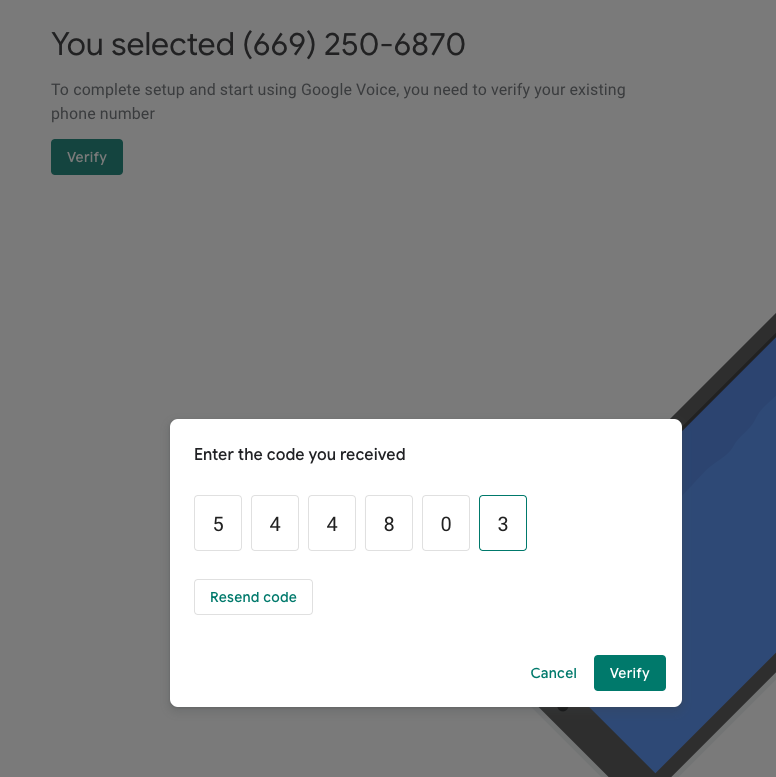 You selected (669) 250-6870
To complete setup and start using Google Voice, you need to verify your existing
phone number
Verify
Enter the code you received
5 4 4 8 0 3
Resend code
Cancel Verify